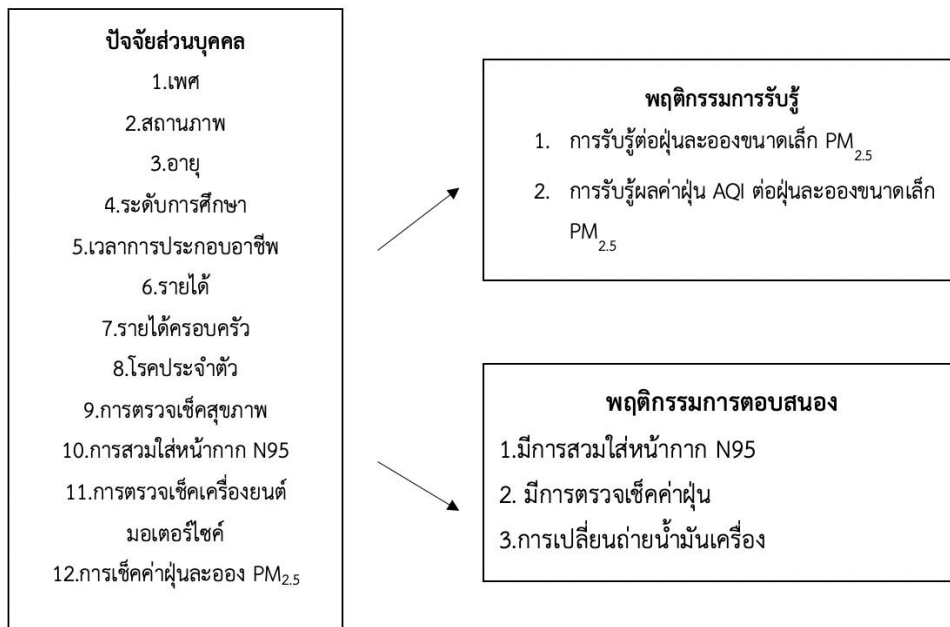 ปัจจัยส่วนบุคคล
1.เพศ
2.สถานภาพ
3.อายุ
4.ระดับการศึกษา
5.เวลาการประกอบอาชีพ
6.รายได้
7.รายได้ครอบครัว
8.โรคประจำตัว
9.การตรวจเช็คสุขภาพ
10.การสวมใส่หน้ากาก N95
11.การตรวจเช็คเครื่องยนต์
มอเตอร์ไซค์
12.การเช็คค่าฝุ่นละออง PM2.5
พฤติกรรมการรับรู้
1. การรับรู้ต่อฝุ่นละอองขนาดเล็ก PM2.5
2. การรับรู้ผลค่าฝุ่น AQI ต่อฝุ่นละอองขนาดเล็ก
PM2.5
พฤติกรรมการตอบสนอง
1.มีการสวมใส่หน้ากาก N95
2. มีการตรวจเช็คค่าฝุ่น
3.การเปลี่ยนถ่ายน้ำมันเครื่อง